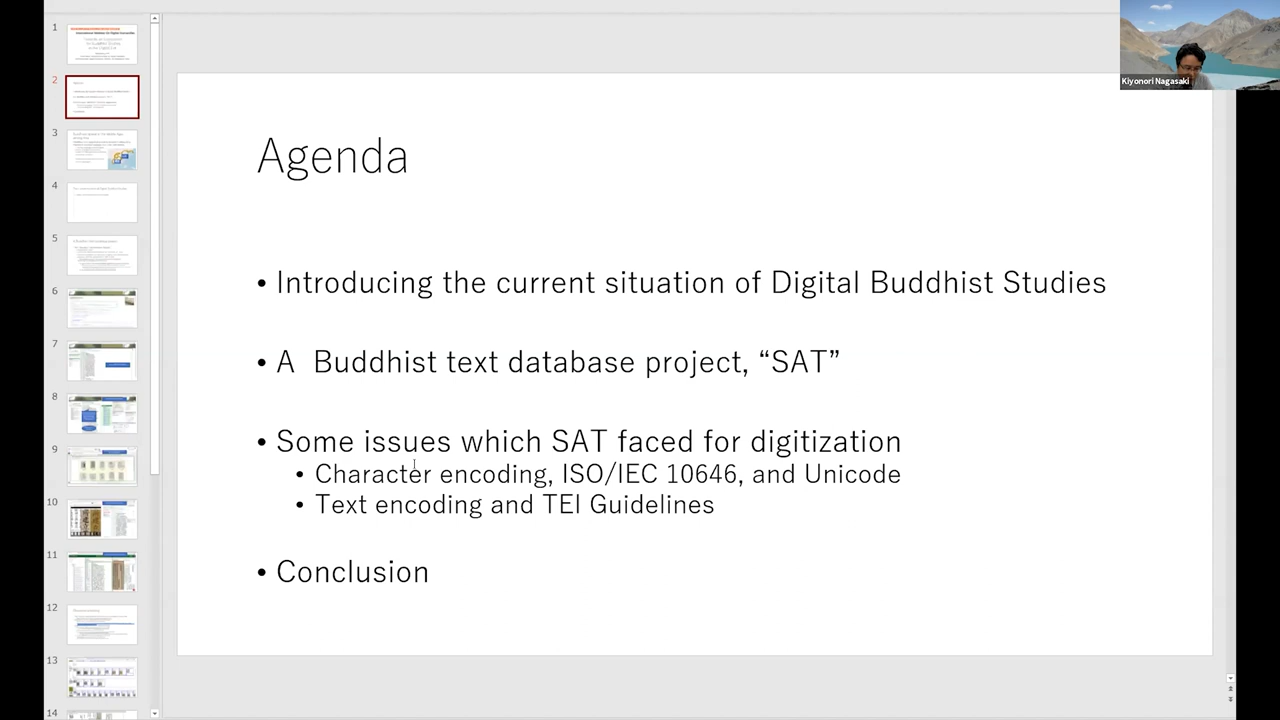 Kiyonori Nagasaki
1
2
3
4
5
6
7
8
9
10
11
12
13
14
Agenda
• Introducing the current situation of Digital Buddhist Studies
• A  Buddhist text database project, “SAT”
• Some issues which SAT faced for digitization
• Character encoding, ISO/IEC 10646, and Unicode
• Text encoding and TEI Guidelines
• Conclusion